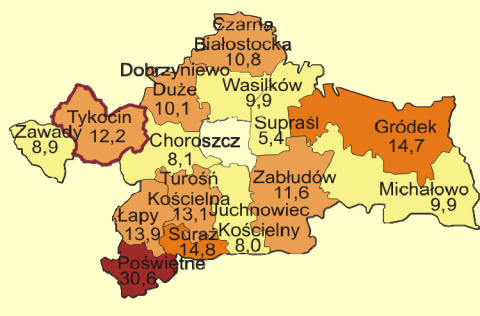 Czarna
Białostocka
10,8
Dobrzyniewo
Duże
10,1
Wasilków
9,9
Tykocin
12,2
Zawady
8,9
Choroszcz
8,1
Supraśl
5,4
Gródek
14,7
Turośń
Kościelna
13,1
Zabłudów
11,6
Michałowo
9,9
Łapy
13,9
Juchnowiec
Kościelny
8,0
Suraż
14,8
Poświętne
30,6